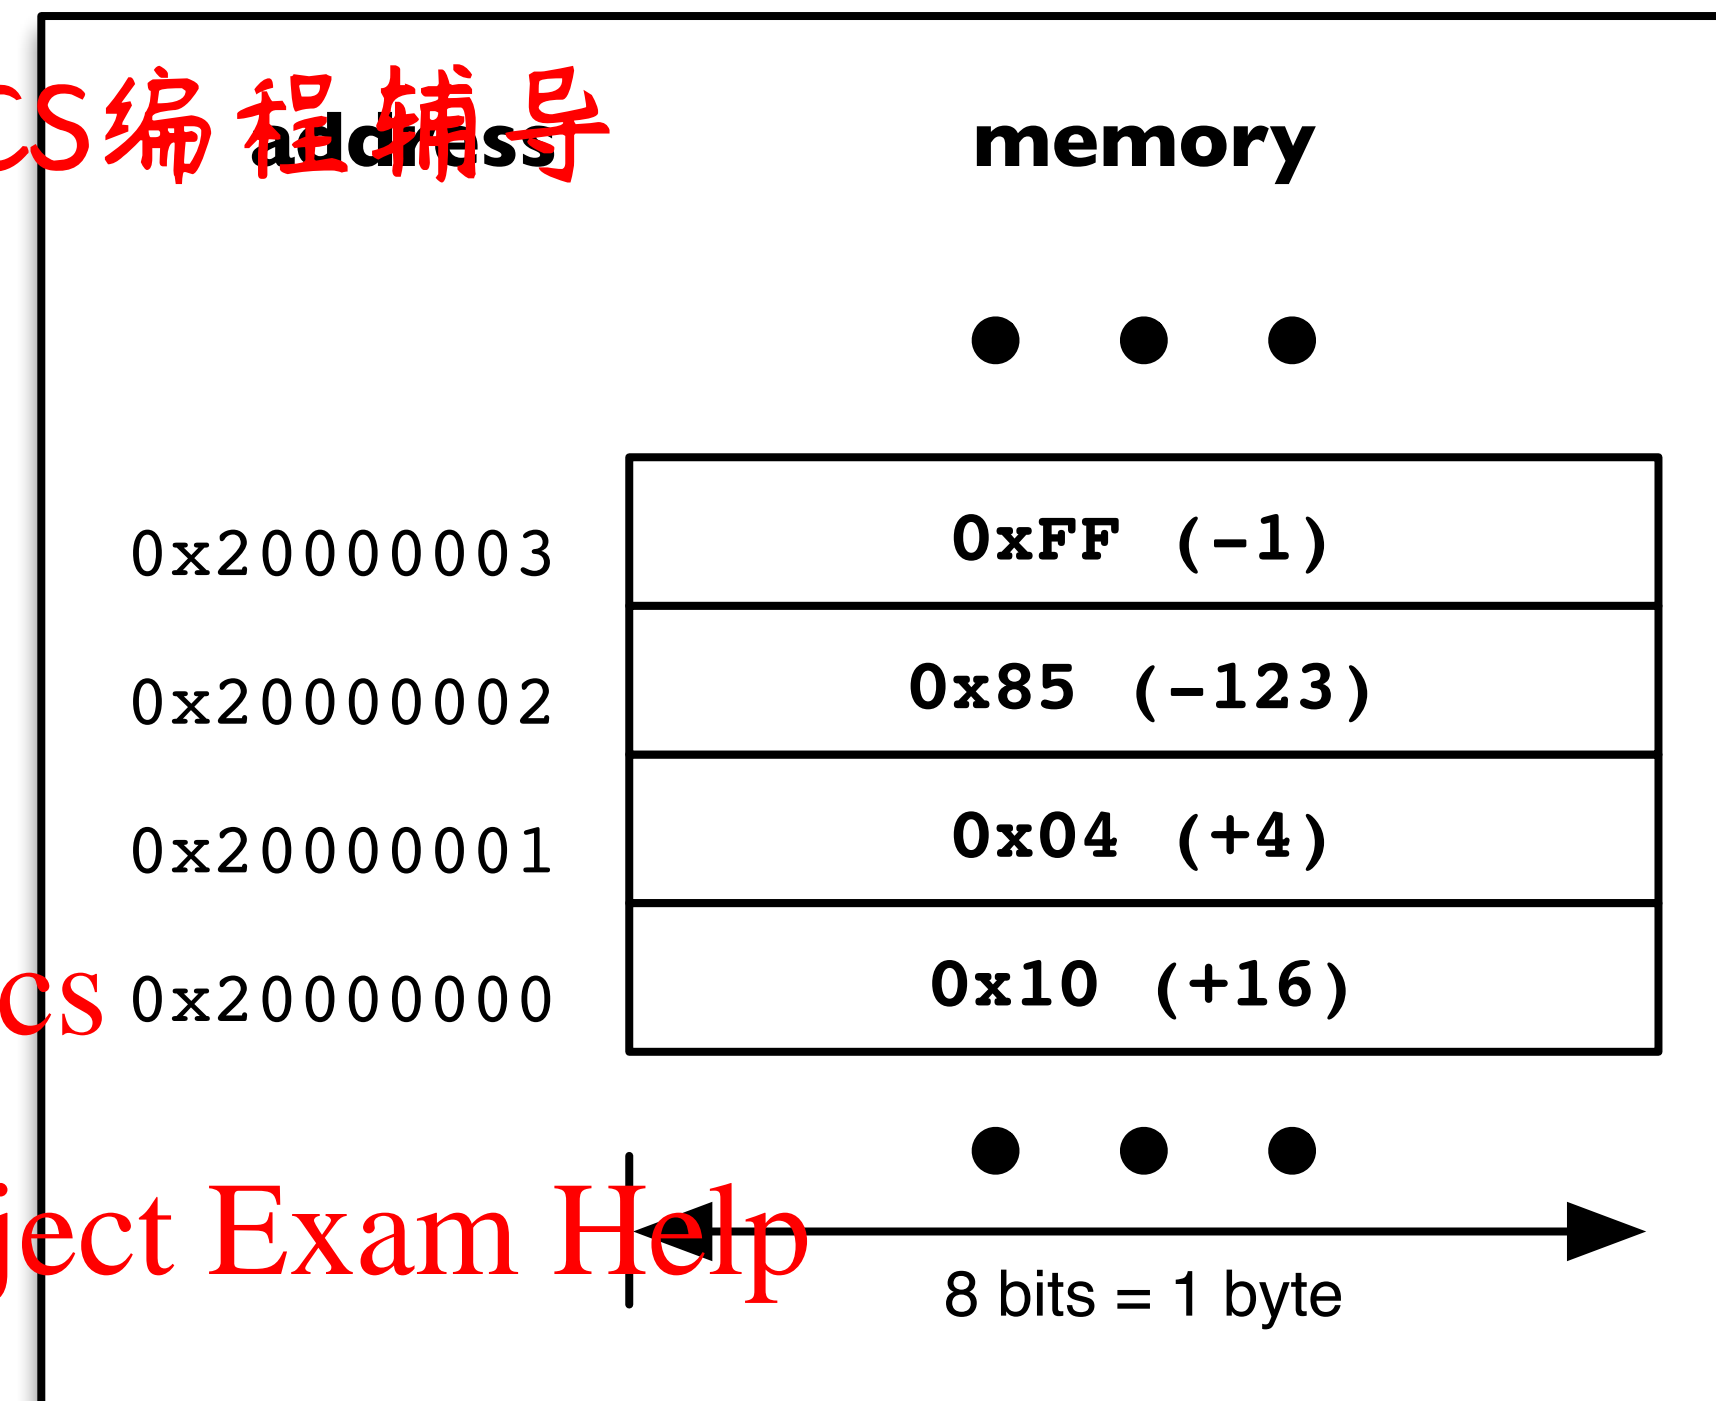 CS编程辅导
address memory
0x20000003 0xFF (-1)
0x20000002 0x85 (-123)
0x20000001 0x04 (+4)
cs 0x20000000 0x10 (+16)
ject Exam Help
8 bits = 1 byte